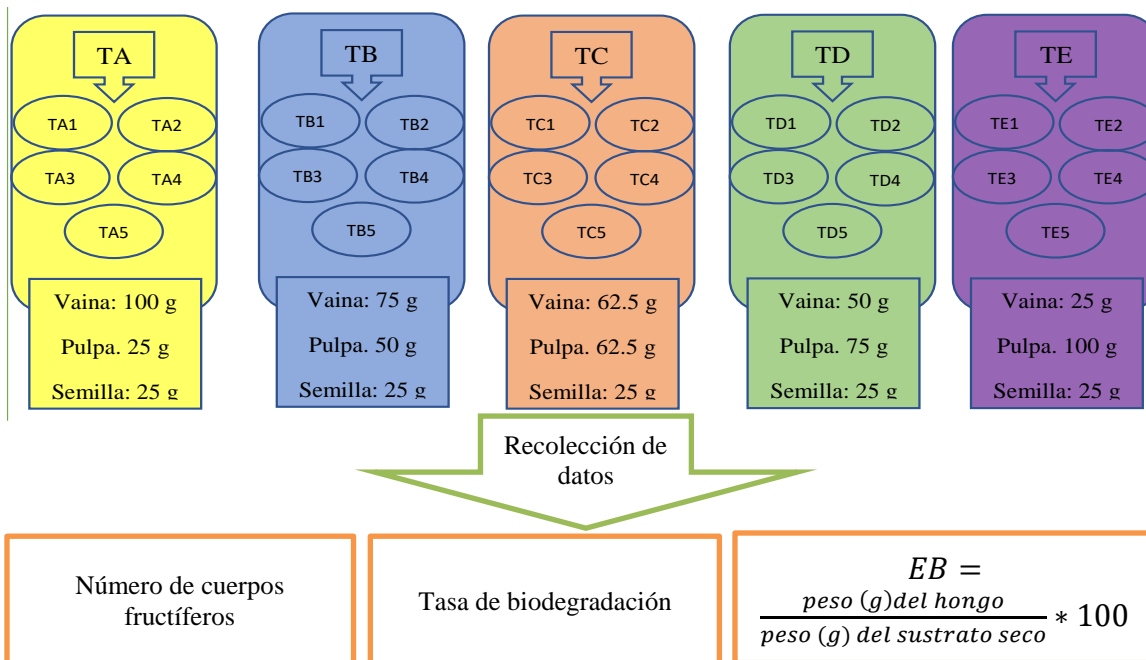 TA
TB
TC
TD
TE
TA1 TA2
TB1 TB2
TC1 TC2
TD1 TD2
TE1 TE2
TA3 TA4
TB3 TB4
TC3 TC4
TD3 TD4
TE3 TE4
TA5
TB5
TC5
TD5
TE5
Vaina: 100 g
Pulpa. 25 g
Semilla: 25 g
Vaina: 75 g
Pulpa. 50 g
Semilla: 25 g
Vaina: 62.5 g
Pulpa. 62.5 g
Semilla: 25 g
Vaina: 50 g
Pulpa: 75 g
Semilla: 25 g
Vaina: 25 g
Pulpa. 100 g
Semilla: 25 g
Recolección de
datos
Número de cuerpos
fructíferos
Tasa de biodegradación
EB =
peso (g)del hongo
peso (g) del sustrato seco * 100